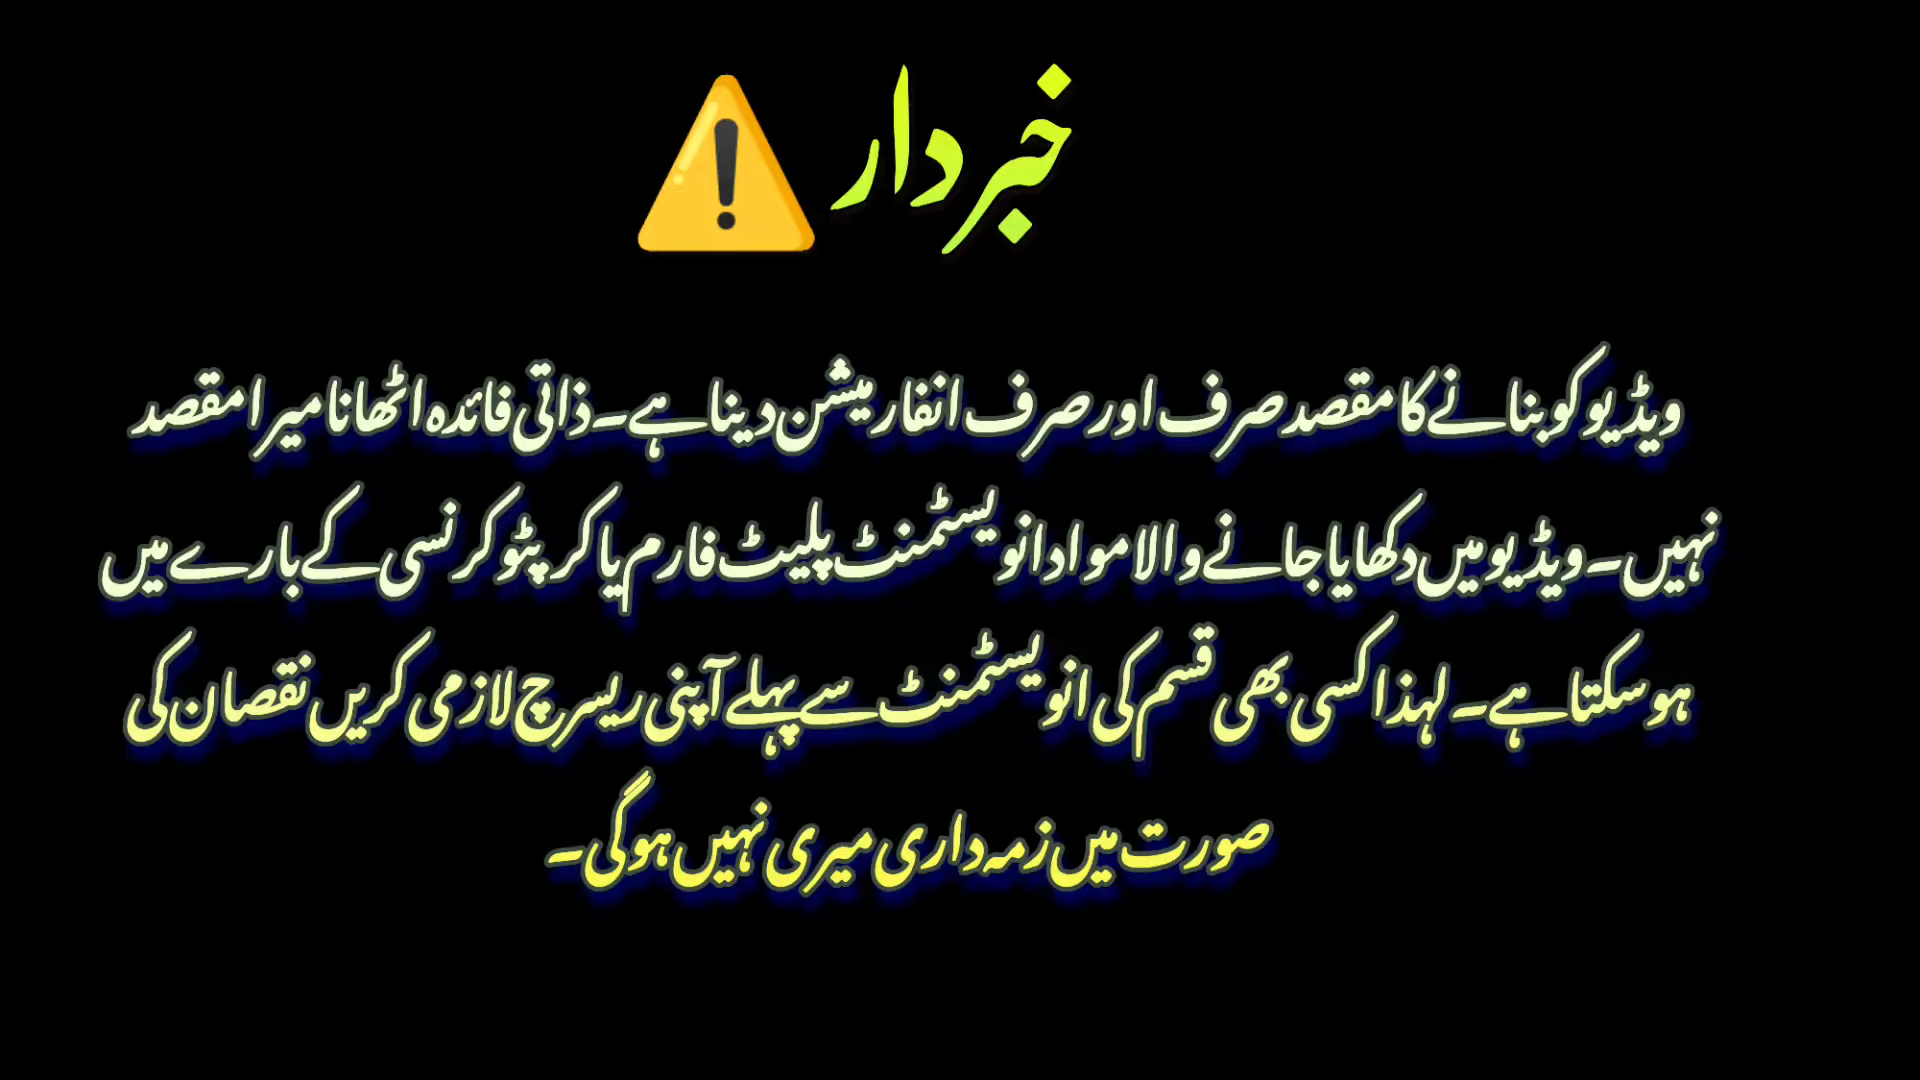 خبردار
ویڈیو کو بنانے کا مقصد صرف اور صرف انفارمیشن دینا ہے۔ ذاتی فائدہ اٹھانا میرا مقصد
نہیں۔ ویڈیو میں دکھایا جانے والا مواد انویسٹمنٹ پلیٹ فارم یا کرپٹو کرنسی کے بارے میں
ہو سکتا ہے۔ لہذا کسی بھی قسم کی انویسٹمنٹ سے پہلے آپنی ریسرچ لازمی کریں نقصان کی
صورت میں زمہ داری میری نہیں ہو گی۔